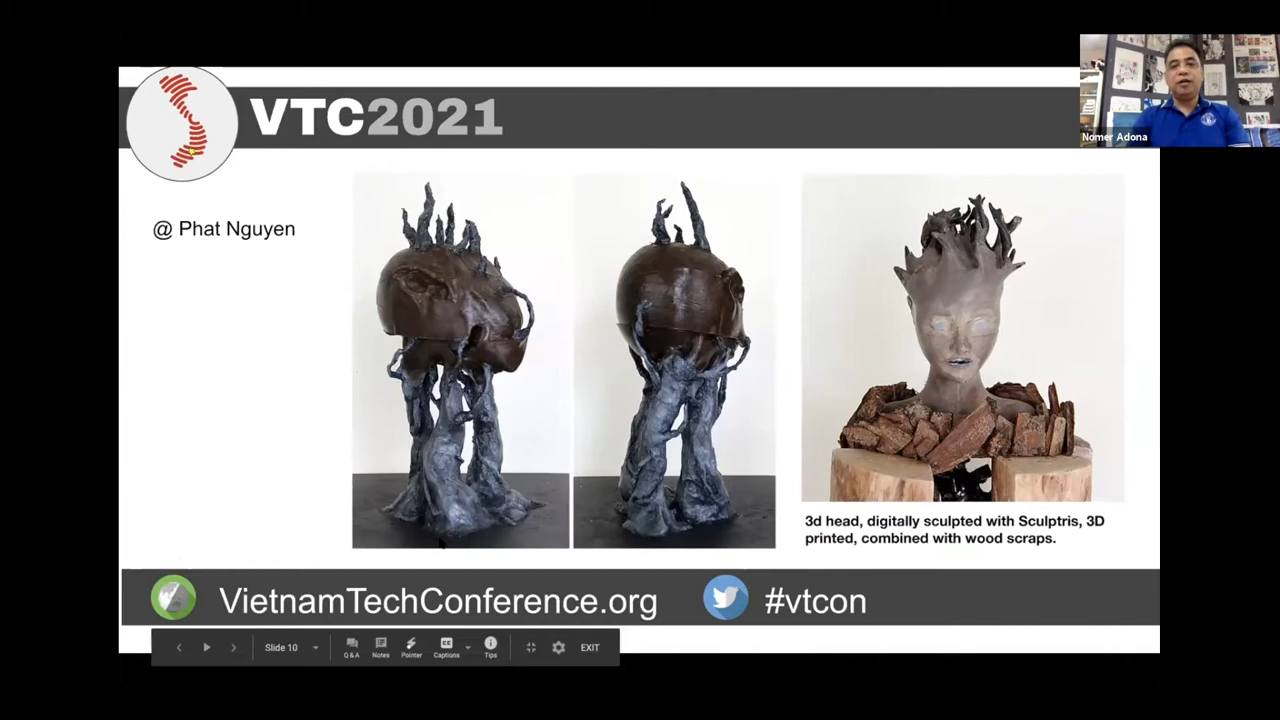 VTC2021
Nomer Adona
@ Phat Nguyen
3d head, digitally sculpted with Sculptris, 3D
printed, combined with wood scraps.
VietnamTechConference.org
#vtcon
Slide 10
Q & A
Notes
Pointer
Captions
Tips
EXIT